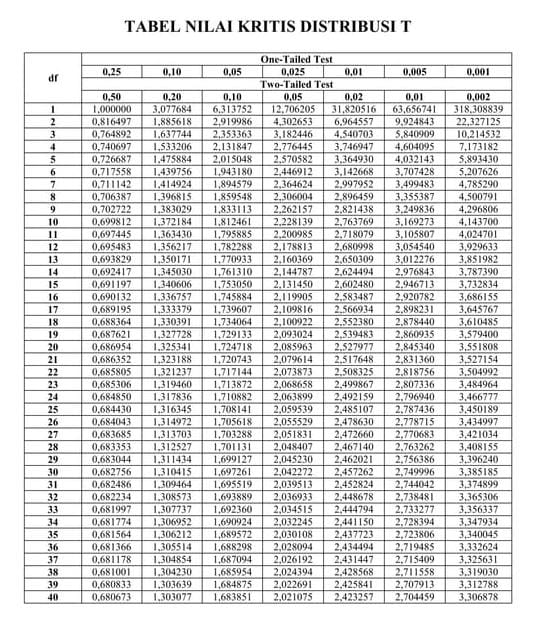 TABEL NILAI KRITIS DISTRIBUSI T
df One-Tailed Test
0,25 0,10 0,05 0,025 0,01 0,005 0,001
Two-Tailed Test
0,50 0,20 0,10 0,05 0,02 0,01 0,002
1 1,000000 3,077684 6,313752 12,706205 31,820516 63,656741 318,308839
2 0,816497 1,885618 2,919986 4,302653 6,964557 9,924843 22,327125
3 0,764892 1,637744 2,353363 3,182446 4,540703 5,840909 10,214532
4 0,740697 1,533206 2,131847 2,776445 3,746947 4,604095 7,173182
5 0,726687 1,475884 2,015048 2,570582 3,364930 4,032143 5,893430
6 0,717558 1,439756 1,943180 2,446912 3,142668 3,707428 5,207626
7 0,711142 1,414924 1,894579 2,364624 2,997952 3,499483 4,785290
8 0,706387 1,396815 1,859548 2,306004 2,896459 3,355387 4,500791
9 0,702722 1,383029 1,833113 2,262157 2,821438 3,249836 4,296806
10 0,699812 1,372184 1,812461 2,228139 2,763769 3,169273 4,143700
11 0,697445 1,363430 1,795885 2,200985 2,718079 3,105807 4,024701
12 0,695483 1,356217 1,782288 2,178813 2,680998 3,054540 3,929633
13 0,693829 1,350171 1,770933 2,160369 2,650309 3,012276 3,851982
14 0,692417 1,345030 1,761310 2,144787 2,624494 2,976843 3,787390
15 0,691197 1,340606 1,753050 2,131450 2,602480 2,946713 3,732834
16 0,690132 1,336757 1,745884 2,119905 2,583487 2,920782 3,686155
17 0,689195 1,333379 1,739607 2,109816 2,566934 2,898231 3,645767
18 0,688364 1,330391 1,734064 2,100922 2,552380 2,878440 3,610485
19 0,687621 1,327728 1,729133 2,093024 2,539483 2,860935 3,579400
20 0,686954 1,325341 1,724718 2,085963 2,527977 2,845340 3,551808
21 0,686352 1,323188 1,720743 2,079614 2,517648 2,831360 3,527154
22 0,685805 1,321237 1,717144 2,073873 2,508325 2,818756 3,504992
23 0,685306 1,319460 1,713872 2,068658 2,499867 2,807336 3,484964
24 0,684850 1,317836 1,710882 2,063899 2,492159 2,796940 3,466777
25 0,684430 1,316345 1,708141 2,059539 2,485107 2,787436 3,450189
26 0,684043 1,314972 1,705618 2,055529 2,478630 2,778715 3,434997
27 0,683685 1,313703 1,703288 2,051831 2,472660 2,770683 3,421034
28 0,683353 1,312527 1,701131 2,048407 2,467140 2,763262 3,408155
29 0,683044 1,311434 1,699127 2,045230 2,462021 2,756386 3,396240
30 0,682756 1,310415 1,697261 2,042272 2,457262 2,749996 3,385185
31 0,682486 1,309464 1,695519 2,039513 2,452824 2,744042 3,374899
32 0,682234 1,308573 1,693889 2,036933 2,448678 2,738481 3,365306
33 0,681997 1,307737 1,692360 2,034515 2,444794 2,733277 3,356337
34 0,681774 1,306952 1,690924 2,032245 2,441150 2,728394 3,347934
35 0,681564 1,306212 1,689572 2,030108 2,437723 2,723806 3,340045
36 0,681366 1,305514 1,688298 2,028094 2,434494 2,719485 3,332624
37 0,681178 1,304854 1,687094 2,026192 2,431447 2,715409 3,325631
38 0,681001 1,304230 1,685954 2,024394 2,428568 2,711558 3,319030
39 0,680833 1,303639 1,684875 2,022691 2,425841 2,707913 3,312788
40 0,680673 1,303077 1,683851 2,021075 2,423257 2,704459 3,306878